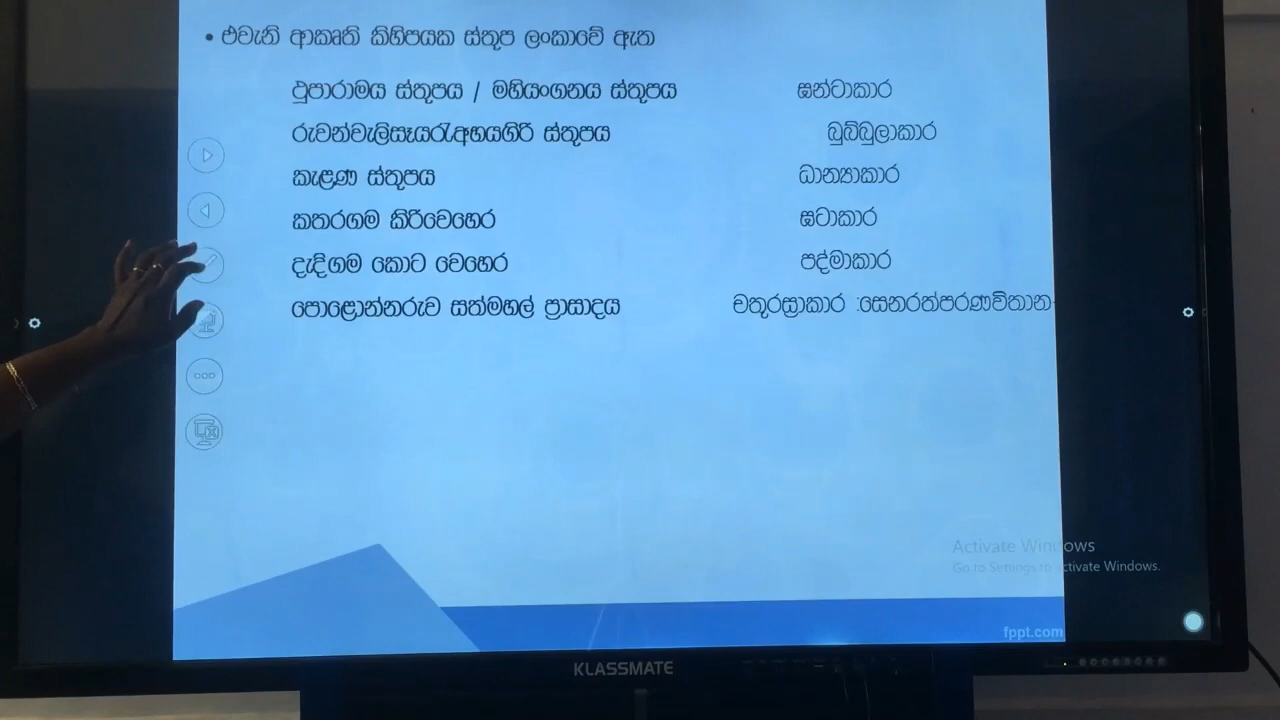 • එවැනි ආකෘති කිහිපයක ස්තූප ලංකාවේ ඇත
ථූපාරාමය ස්තූපය / මහියංගනය ස්තූපය ඝන්ටාකාර
රුවන්වැලිසෑයරැඅභයගිරි ස්තූපය බුබ්බුලාකාර
කැළණ ස්තූපය ධාන්‍යාකාර
කතරගම කිරිවෙහෙර ඝටාකාර
දැදිගම කොට වෙහෙර පද්මාකාර
පොළොන්නරුව සත්මහල් ප්‍රාසාදය චතුරස්‍රාකාර :සෙනරත්පරණවිතාන
Activate Windows
Go to Settings to activate Windows.
fppt.com
KLASSMATE